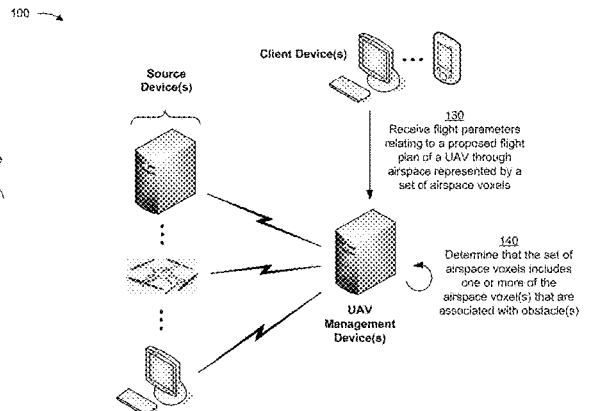 100
Client Device(s)
Source
Device(s)
130
Receive flight parameters
relating to a proposed flight
plan of a UAV through
airspace represented by a
set of airspace voxels
140
Determine that the set of
airspace voxels includes
one or more of the
airspace voxel(s) that are
associated with obstacle(s)
UAV
Management
Device(s)